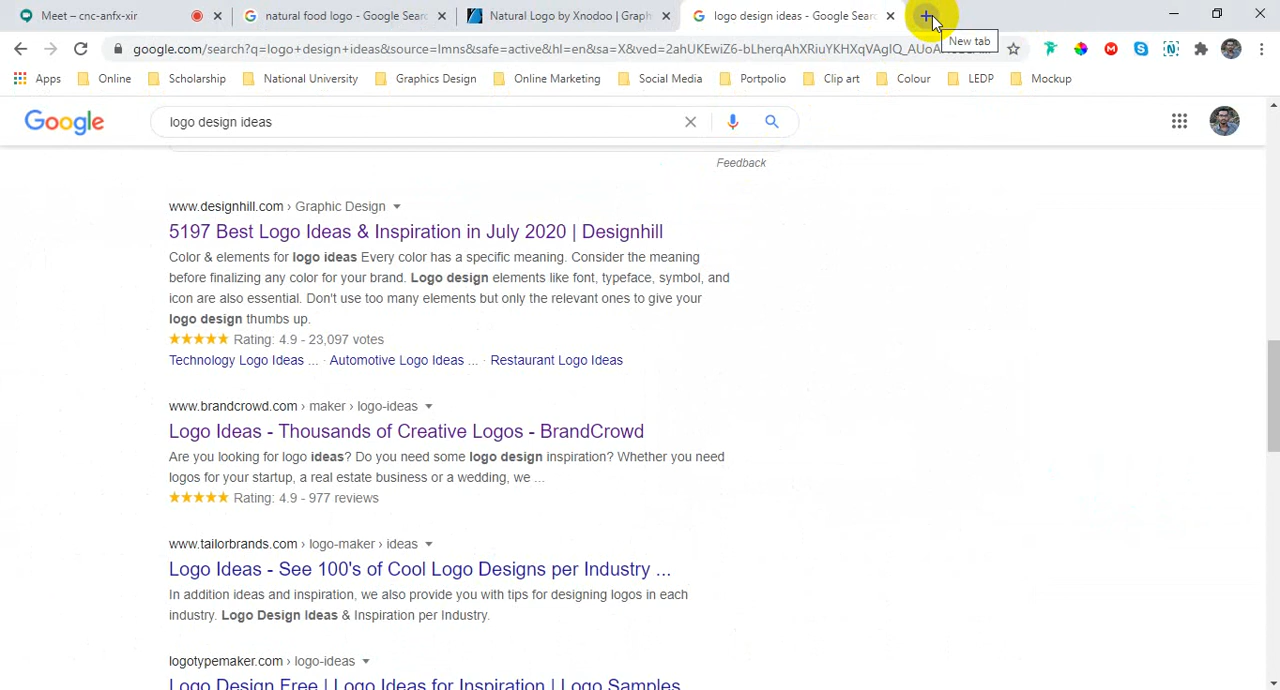 Meet – cnc-anfx-xir
natural food logo - Google Searc
Natural Logo by Xnodoo | Graph
logo design ideas - Google Searc
New tab
google.com/search?q=logo+design+ideas&source=lmns&safe=active&hl=en&sa=X&ved=2ahUKEwiZ6-bLherqAhXRiuYKHXqVAgIQ_AUoA
Apps
Online
Scholarship
National University
Graphics Design
Online Marketing
Social Media
Portpolio
Clip art
Colour
LEDP
Mockup
Google
logo design ideas
Feedback
www.designhill.com › Graphic Design
5197 Best Logo Ideas & Inspiration in July 2020 | Designhill
Color & elements for logo ideas Every color has a specific meaning. Consider the meaning
before finalizing any color for your brand. Logo design elements like font, typeface, symbol, and
icon are also essential. Don't use too many elements but only the relevant ones to give your
logo design thumbs up.
Rating: 4.9 - 23,097 votes
Technology Logo Ideas ... · Automotive Logo Ideas ... · Restaurant Logo Ideas
www.brandcrowd.com › maker › logo-ideas
Logo Ideas - Thousands of Creative Logos - BrandCrowd
Are you looking for logo ideas? Do you need some logo design inspiration? Whether you need
logos for your startup, a real estate business or a wedding, we ...
Rating: 4.9 - 977 reviews
www.tailorbrands.com › logo-maker › ideas
Logo Ideas - See 100's of Cool Logo Designs per Industry ...
In addition ideas and inspiration, we also provide you with tips for designing logos in each
industry. Logo Design Ideas & Inspiration per Industry.
logotypemaker.com › logo-ideas
Logo Design Free | Logo Ideas for Inspiration | Logo Samples